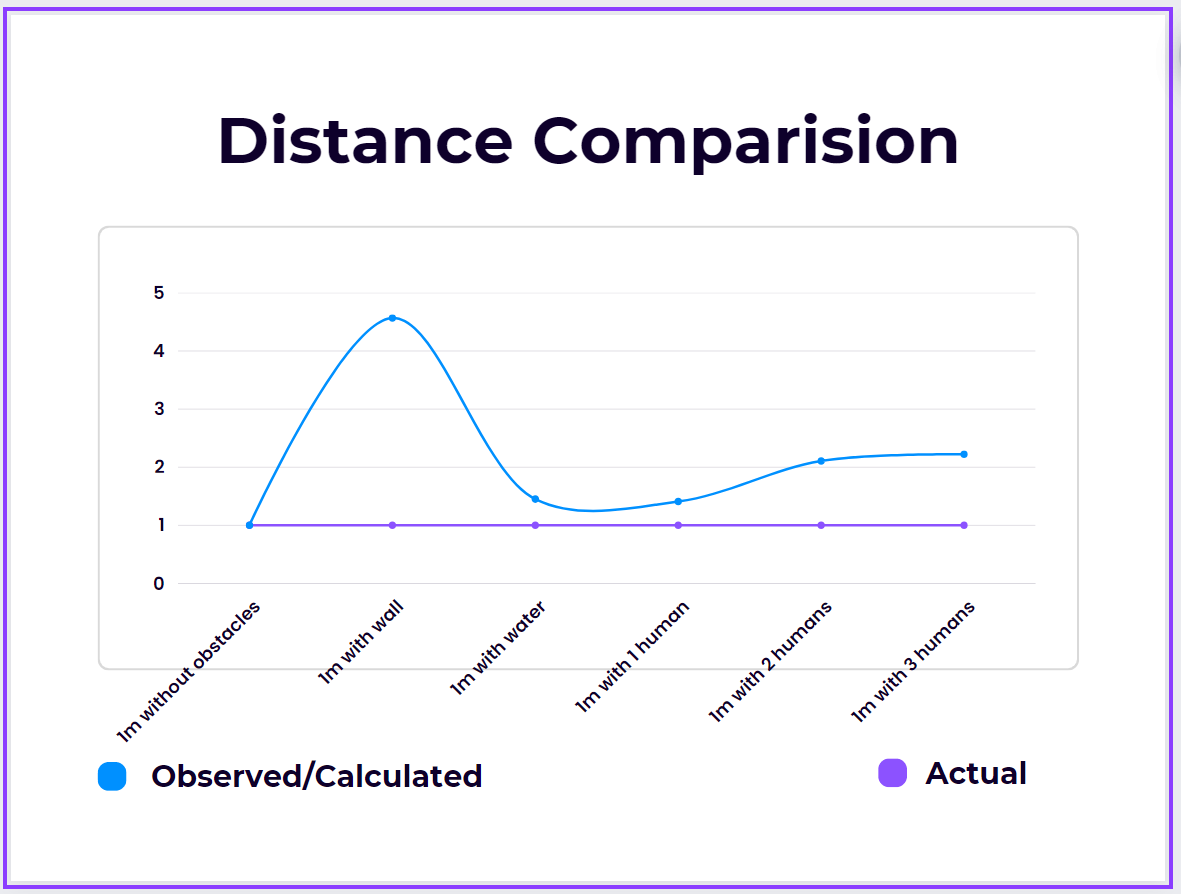 Distance Comparision
5
4
3
2
1
0
1m without obstacles
1m with wall
1m with water
1m with 1 human
1m with 2 humans
1m with 3 humans
Observed/Calculated
Actual